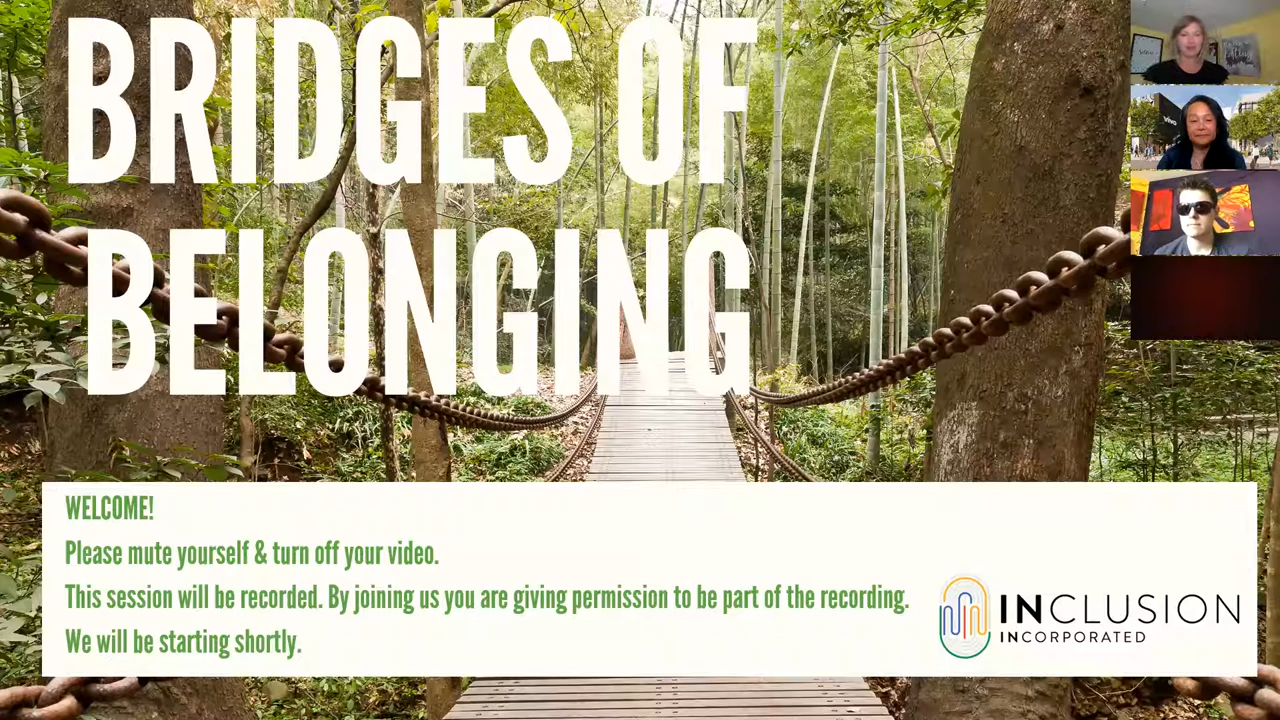 BRIDGES OF
BELONGING
WELCOME!
Please mute yourself & turn off your video.
This session will be recorded. By joining us you are giving permission to be part of the recording.
We will be starting shortly.
INCLUSION
INCORPORATED